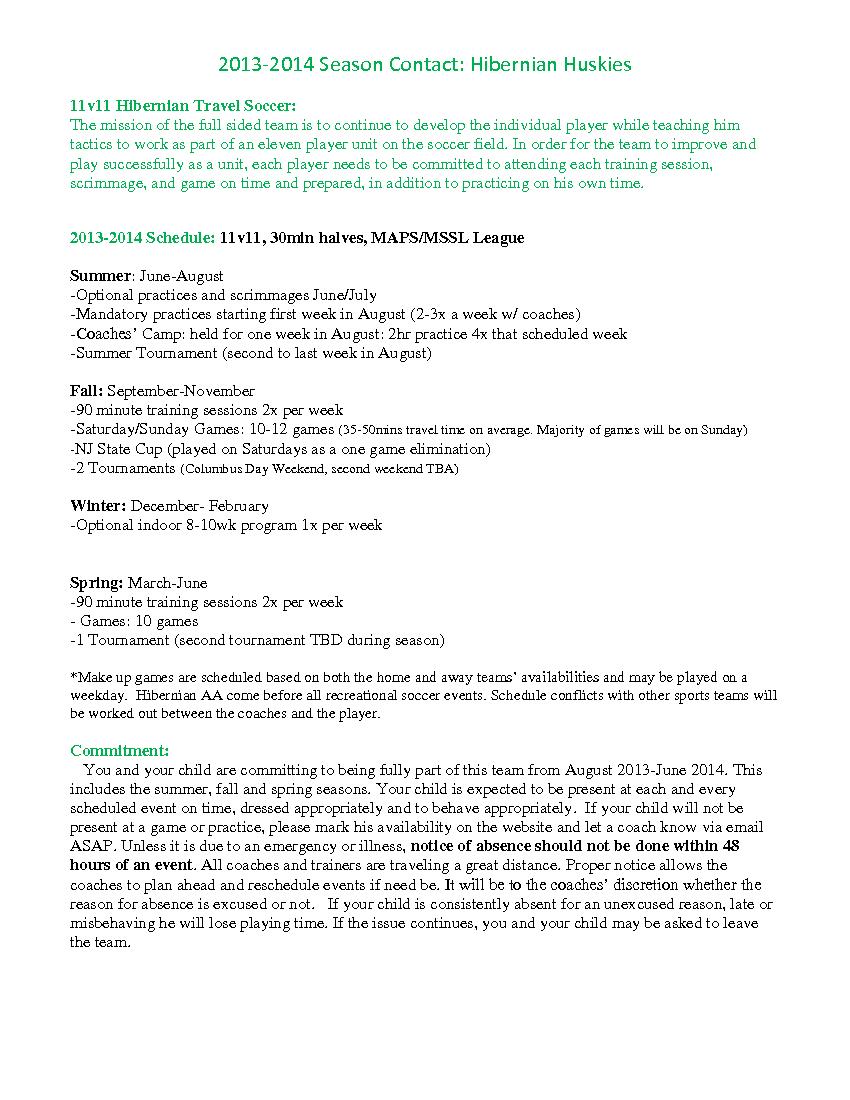 2013-2014 Season Contact: Hibernian Huskies
11v11 Hibernian Travel Soccer:
The mission of the full sided team is to continue to develop the individual player while teaching him
tactics to work as part of an eleven player unit on the soccer field. In order for the team to improve and
play successfully as a unit, each player needs to be committed to attending each training session,
scrimmage, and game on time and prepared, in addition to practicing on his own time.
2013-2014 Schedule: 11v11, 30min halves, MAPS/MSSL League
Summer: June-August
-Optional practices and scrimmages June/July
-Mandatory practices starting first week in August (2-3x a week w/ coaches)
-Coaches' Camp: held for one week in August: 2hr practice 4x that scheduled week
-Summer Tournament (second to last week in August)
Fall: September-November
-90 minute training sessions 2x per week
-Saturday/Sunday Games: 10-12 games (35-50mins travel time on average. Majority of games will be on Sunday)
-NJ State Cup (played on Saturdays as a one game elimination)
-2 Tournaments (Columbus Day Weekend, second weekend TBA)
Winter: December- February
-Optional indoor 8-10wk program 1x per week
Spring: March-June
-90 minute training sessions 2x per week
- Games: 10 games
-1 Tournament (second tournament TBD during season)
*Make up games are scheduled based on both the home and away teams' availabilities and may be played on a
weekday.  Hibernian AA come before all recreational soccer events. Schedule conflicts with other sports teams will
be worked out between the coaches and the player.
Commitment:
You and your child are committing to being fully part of this team from August 2013-June 2014. This
includes the summer, fall and spring seasons. Your child is expected to be present at each and every
scheduled event on time, dressed appropriately and to behave appropriately.  If your child will not be
present at a game or practice, please mark his availability on the website and let a coach know via email
ASAP. Unless it is due to an emergency or illness, notice of absence should not be done within 48
hours of an event. All coaches and trainers are traveling a great distance. Proper notice allows the
coaches to plan ahead and reschedule events if need be. It will be to the coaches' discretion whether the
reason for absence is excused or not.   If your child is consistently absent for an unexcused reason, late or
misbehaving he will lose playing time. If the issue continues, you and your child may be asked to leave
the team.